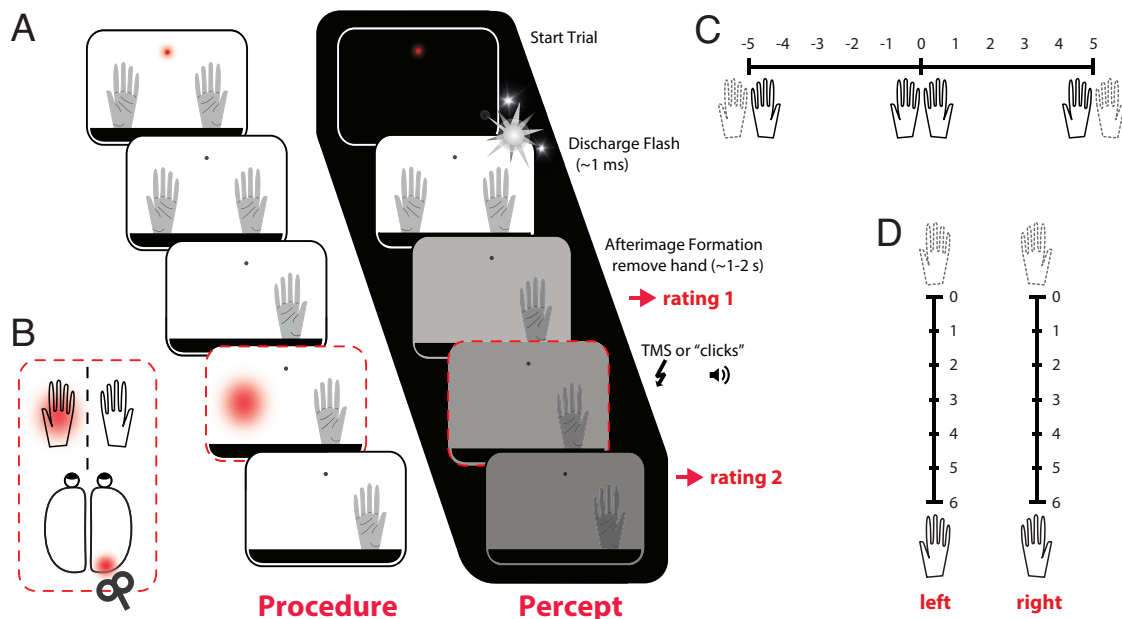 A
Start Trial
Discharge Flash
(~1 ms)
Afterimage Formation
remove hand (~1-2 s)
rating 1
TMS or “clicks”
rating 2
Procedure
Percept
B
C
-5 -4 -3 -2 -1 0 1 2 3 4 5
D
0 0
1 1
2 2
3 3
4 4
5 5
6 6
left right